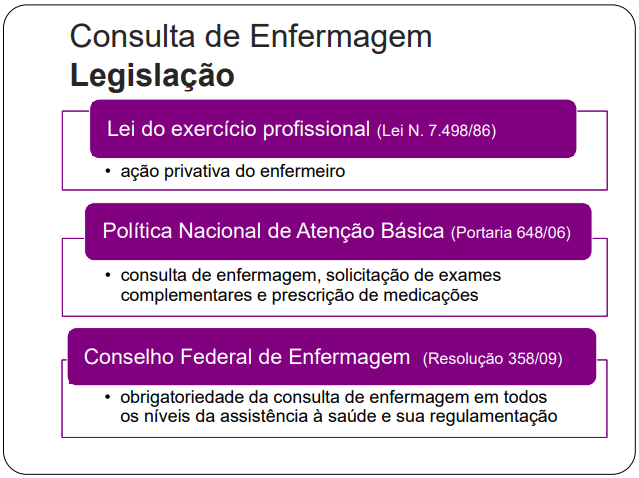 Consulta de Enfermagem
Legislação
Lei do exercício profissional (Lei N. 7.498/86)
• ação privativa do enfermeiro
Política Nacional de Atenção Básica (Portaria 648/06)
• consulta de enfermagem, solicitação de exames
complementares e prescrição de medicações
Conselho Federal de Enfermagem (Resolução 358/09)
• obrigatoriedade da consulta de enfermagem em todos
os níveis da assistência à saúde e sua regulamentação